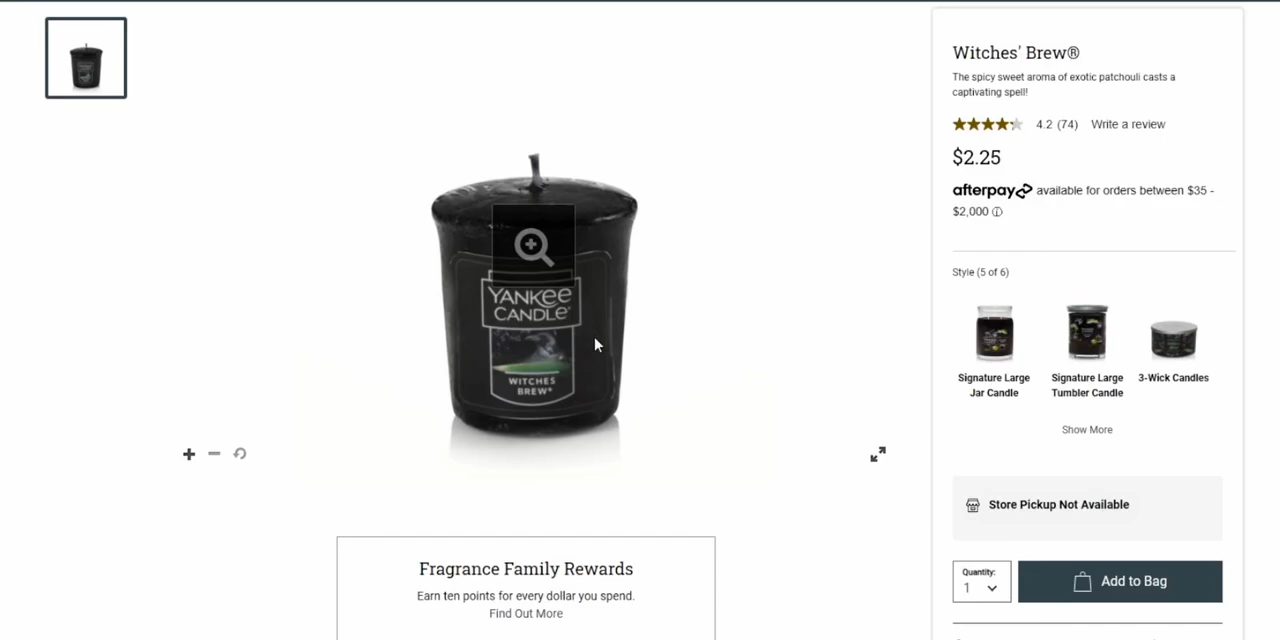 YANKEE
CANDLE®
WITCHES
BREW®
Fragrance Family Rewards
Earn ten points for every dollar you spend.
Find Out More
Witches' Brew®
The spicy sweet aroma of exotic patchouli casts a
captivating spell!
4.2 (74) Write a review
$2.25
afterpay available for orders between $35 -
$2,000
Style (5 of 6)
Signature Large
Jar Candle
Signature Large
Tumbler Candle
3-Wick Candles
Show More
Store Pickup Not Available
Quantity:
1
Add to Bag